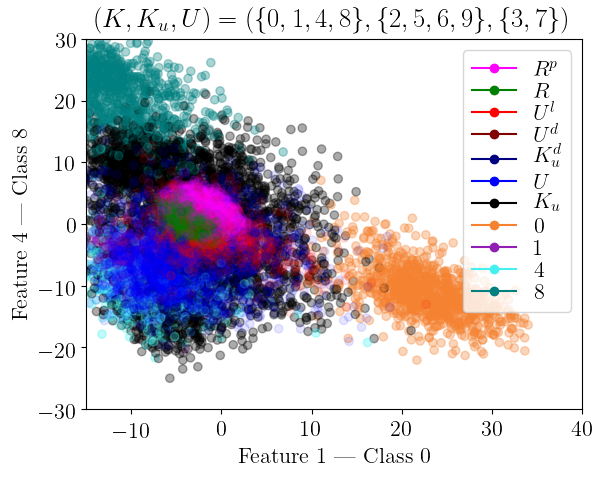 (K, K_u, U) = ({0, 1, 4, 8}, {2, 5, 6, 9}, {3, 7})
30
20
10
0
−10
−20
−30
Feature 4 — Class 8
−10
0
10
20
30
40
Feature 1 — Class 0
R^p
R
U^l
U^d
K_u^d
U
K_u
0
1
4
8